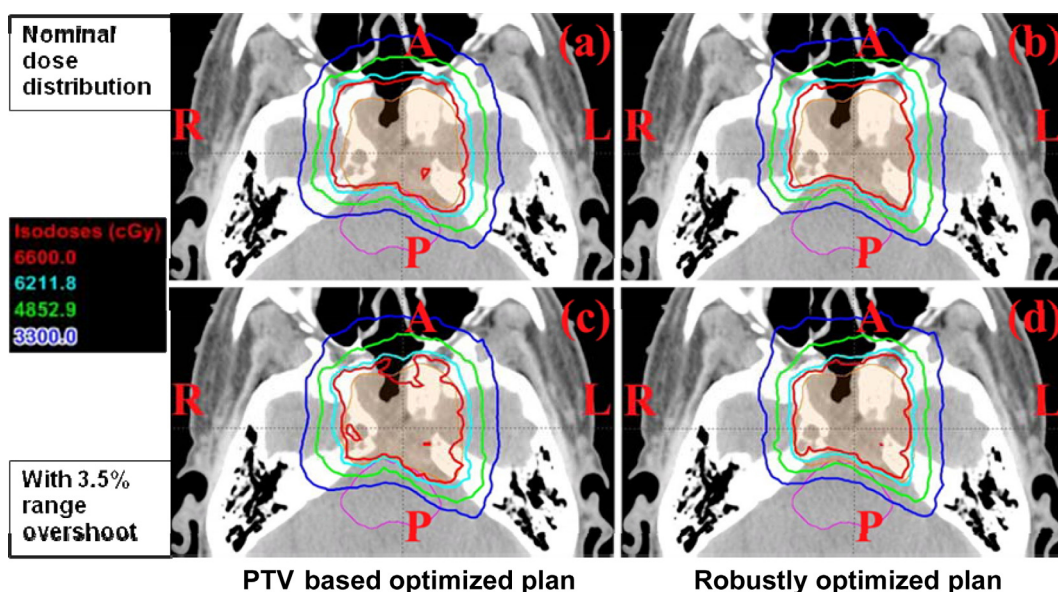 Nominal
dose
distribution
(a)
A
R
P
(b)
A
R
L
P
Isodoses (cGy)
6600.0
6211.8
4852.9
3300.0
(c)
A
R
P
(d)
A
R
L
P
With 3.5%
range
overshoot
PTV based optimized plan
Robustly optimized plan